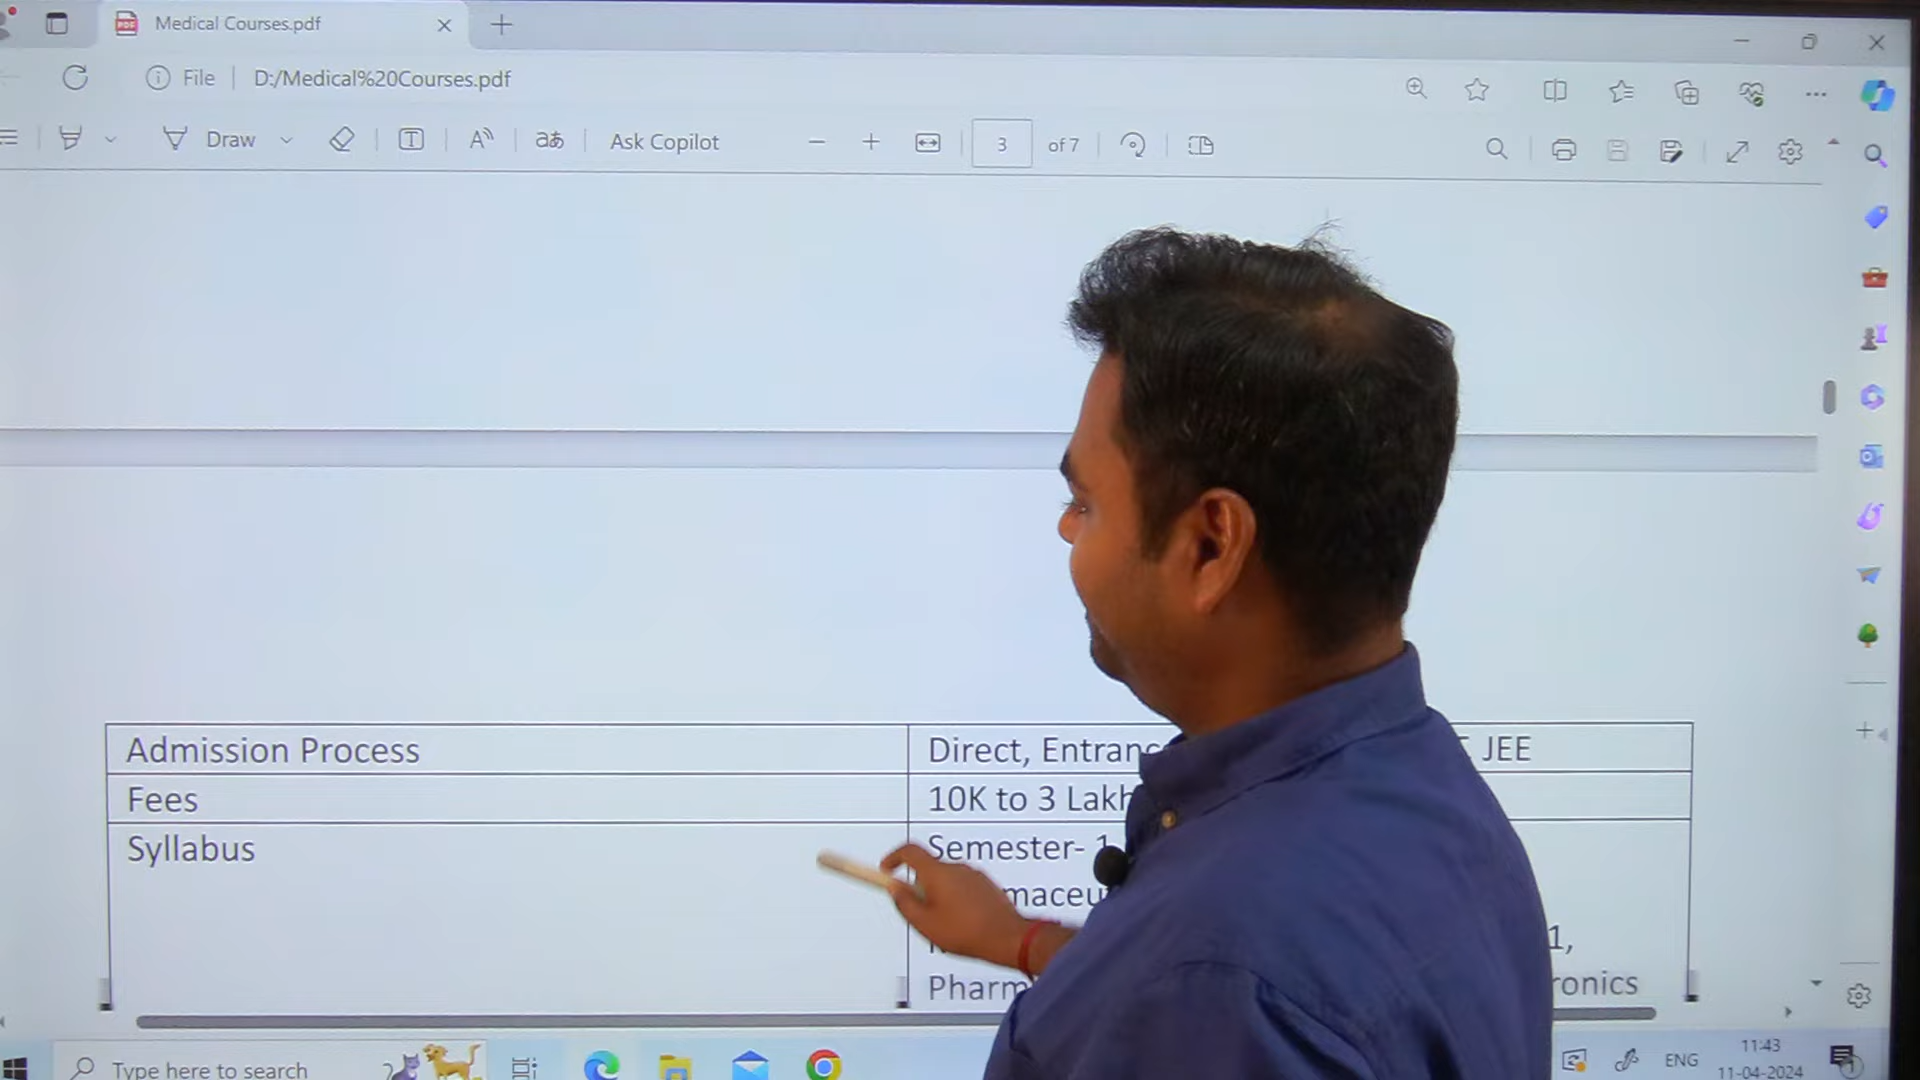 Medical Courses.pdf
File
D:/Medical%20Courses.pdf
Draw
Ask Copilot
3
of 7
Admission Process
Direct, Entranc
JEE
Fees
10K to 3 Lakh
Syllabus
Semester- 1
maceu
1,
Pharm
ronics
Type here to search
ENG
11:43
11-04-2024